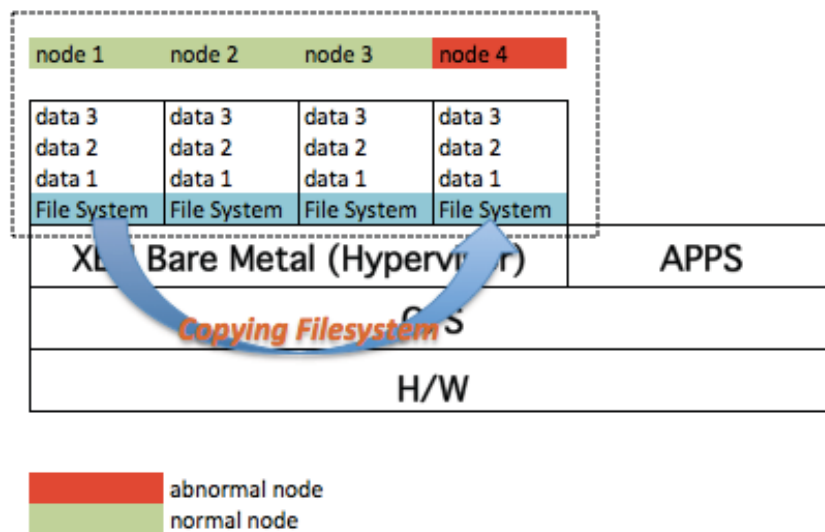 node 1 node 2 node 3 node 4
data 3 data 3 data 3 data 3
data 2 data 2 data 2 data 2
data 1 data 1 data 1 data 1
File System File System File System File System
Bare Metal (Hypervisor) APPS
Copying Filesystem
H/W
abnormal node
normal node